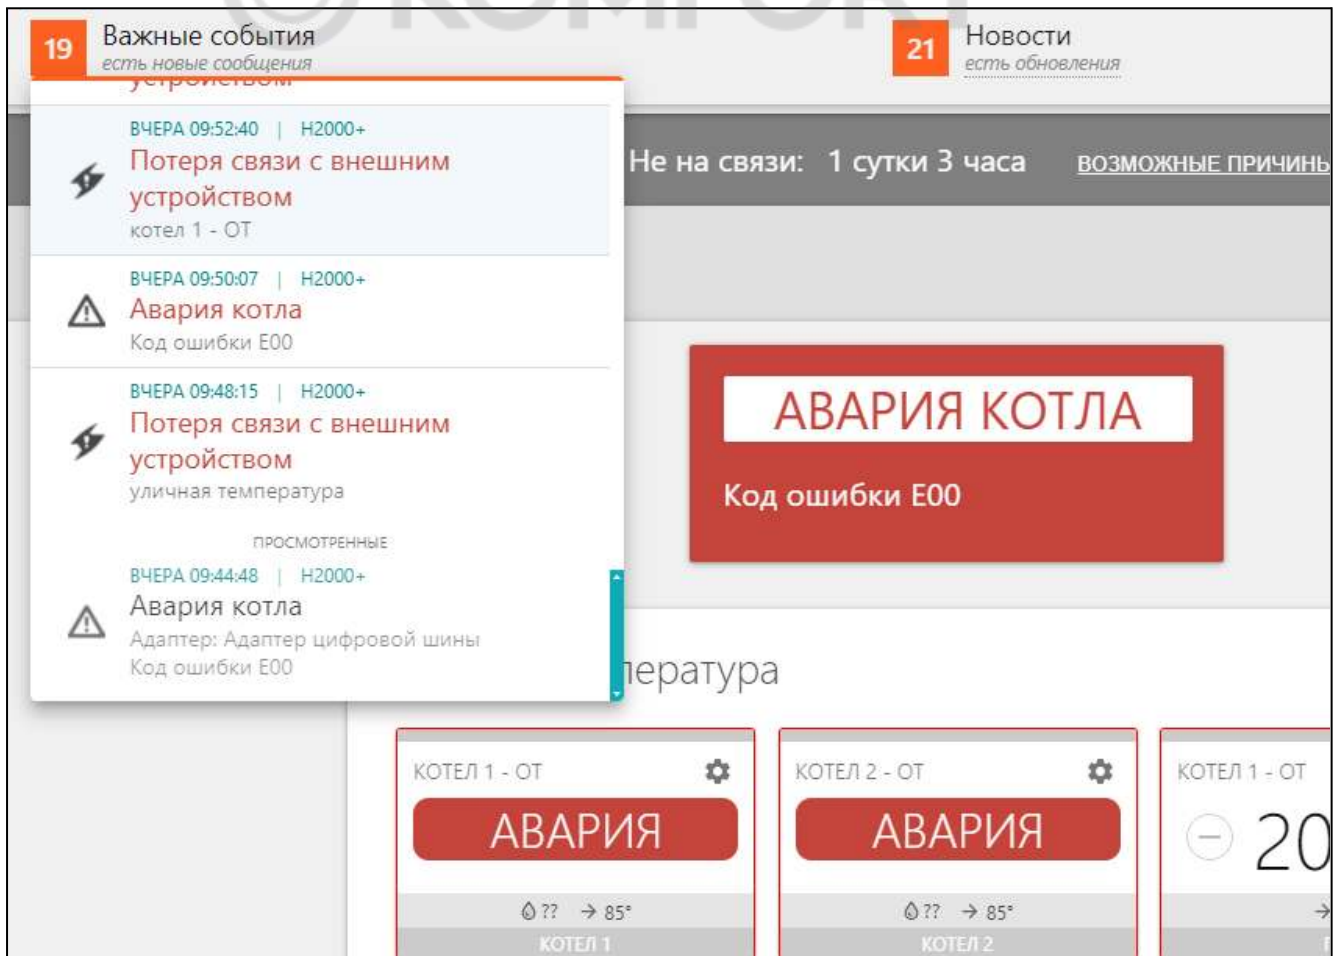 KOMFORT
19 Важные события
есть новые сообщения
21 Новости
есть обновления
устройством
ВЧЕРА 09:52:40 | H2000+
Потеря связи с внешним
устройством
котел 1 - ОТ
Не на связи: 1 сутки 3 часа ВОЗМОЖНЫЕ ПРИЧИНЫ
ВЧЕРА 09:50:07 | H2000+
Авария котла
Код ошибки E00
ВЧЕРА 09:48:15 | H2000+
Потеря связи с внешним
устройством
уличная температура
ПРОСМОТРЕННЫЕ
ВЧЕРА 09:44:48 | H2000+
Авария котла
Адаптер: Адаптер цифровой шины
Код ошибки E00
АВАРИЯ КОТЛА
Код ошибки E00
пература
КОТЕЛ 1 - ОТ
АВАРИЯ
?? → 85°
КОТЕЛ 1
КОТЕЛ 2 - ОТ
АВАРИЯ
?? → 85°
КОТЕЛ 2
КОТЕЛ 1 - ОТ
20
→